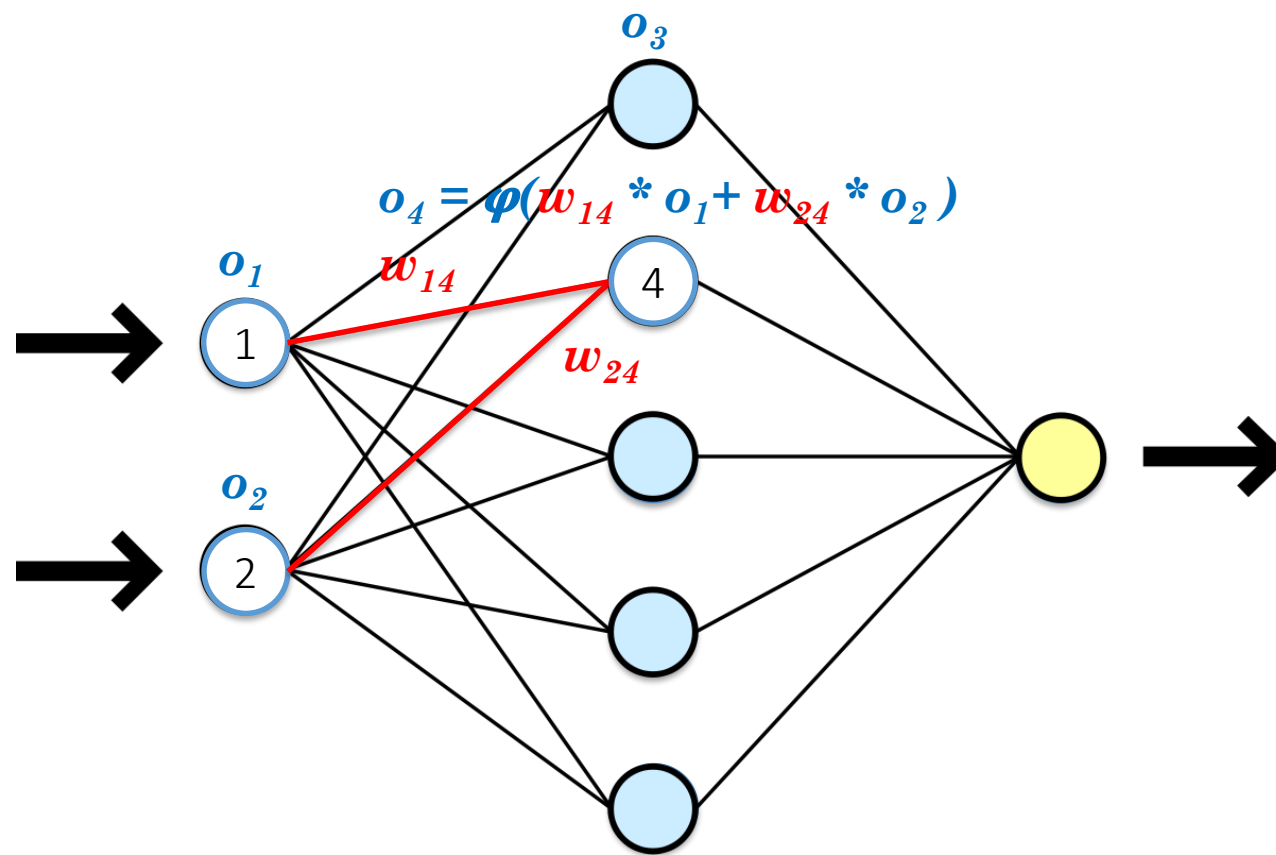 o₃
o₄ = φ(w₁₄ * o₁+ w₂₄ * o₂ )
o₁
w₁₄
4
1
w₂₄
o₂
2